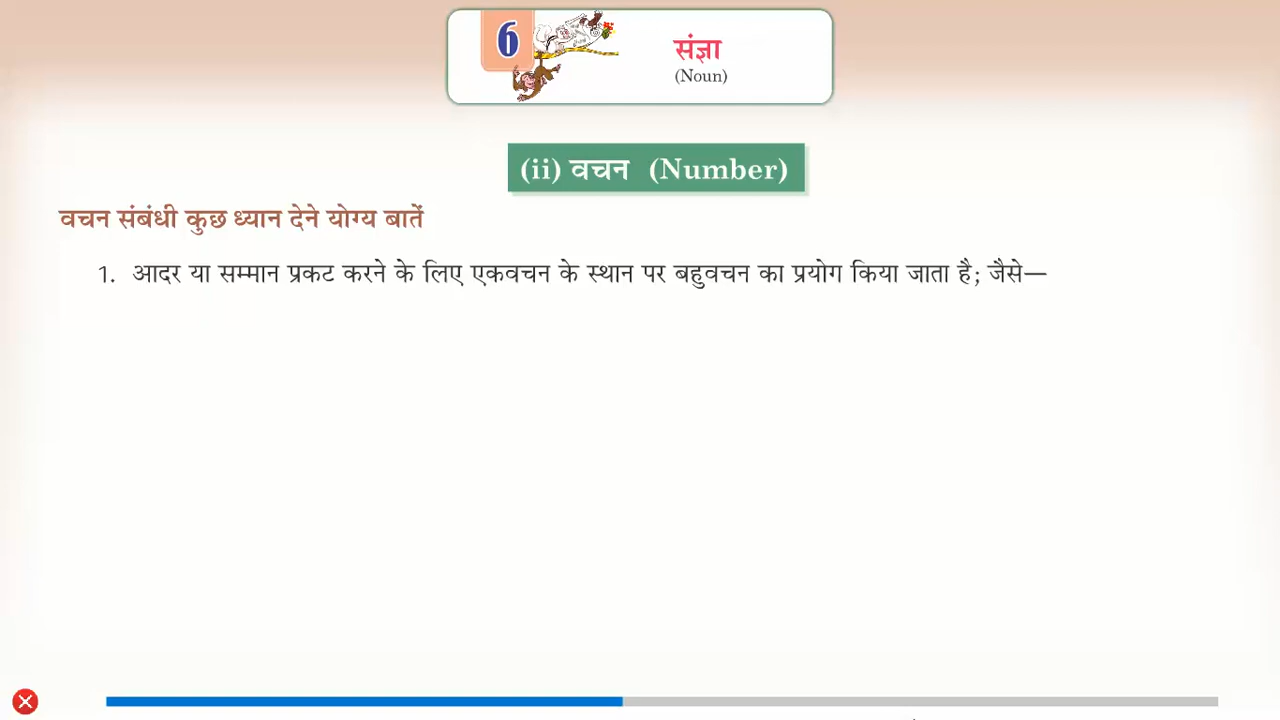 6
संज्ञा
(Noun)
(ii) वचन (Number)
वचन संबंधी कुछ ध्यान देने योग्य बातें
1. आदर या सम्मान प्रकट करने के लिए एकवचन के स्थान पर बहुवचन का प्रयोग किया जाता है; जैसे—